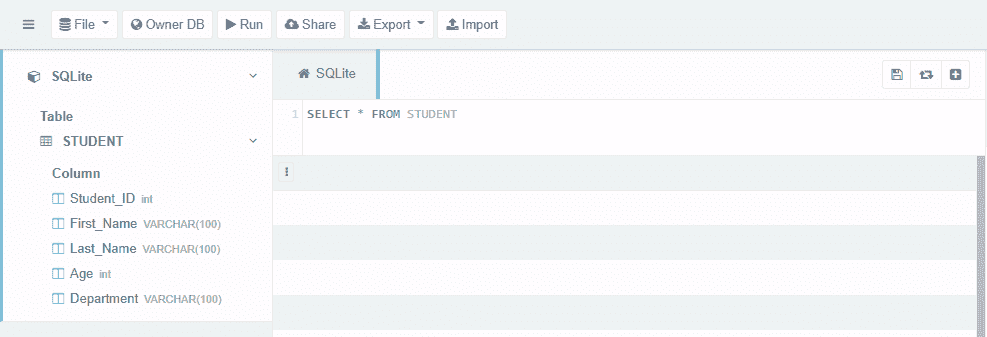 File Owner DB Run Share Export Import
SQLite
Table
STUDENT
Column
Student_ID int
First_Name VARCHAR(100)
Last_Name VARCHAR(100)
Age int
Department VARCHAR(100)
SQLite
1 SELECT * FROM STUDENT